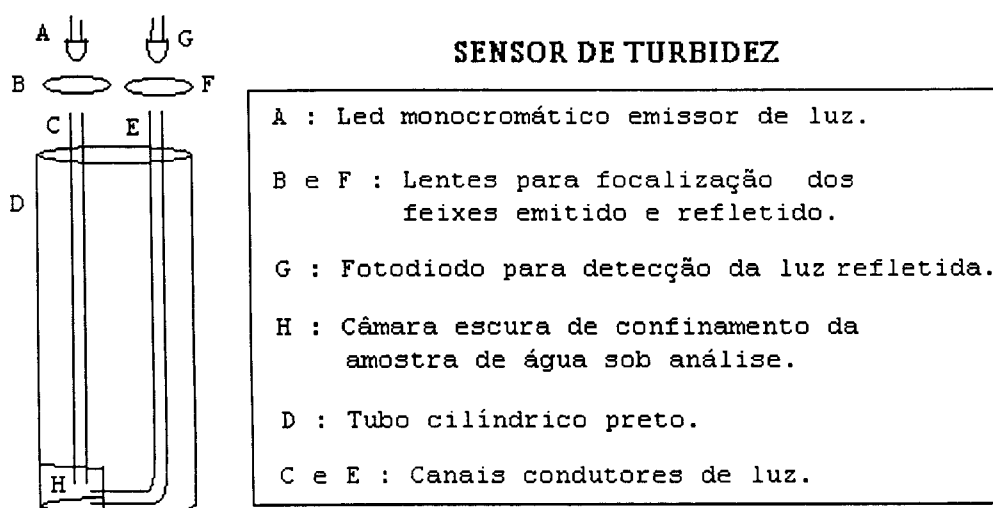 A
G
B
F
C
E
D
H
SENSOR DE TURBIDEZ
A : Led monocromático emissor de luz.
B e F : Lentes para focalização dos
feixes emitido e refletido.
G : Fotodiodo para detecção da luz refletida.
H : Câmara escura de confinamento da
amostra de água sob análise.
D : Tubo cilíndrico preto.
C e E : Canais condutores de luz.